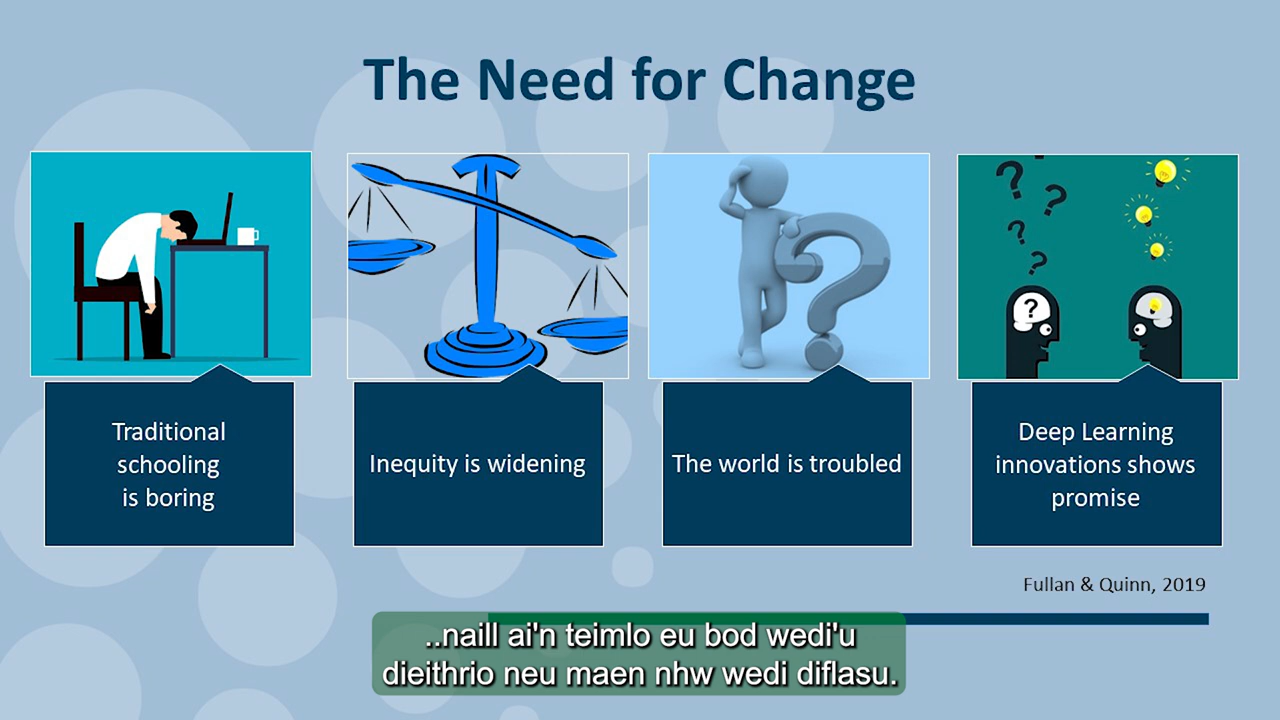 The Need for Change
Traditional
schooling
is boring
Inequity is widening
The world is troubled
Deep Learning
innovations shows
promise
Fullan & Quinn, 2019
..naill ai'n teimlo eu bod wedi'u
dieithrio neu maen nhw wedi diflasu.